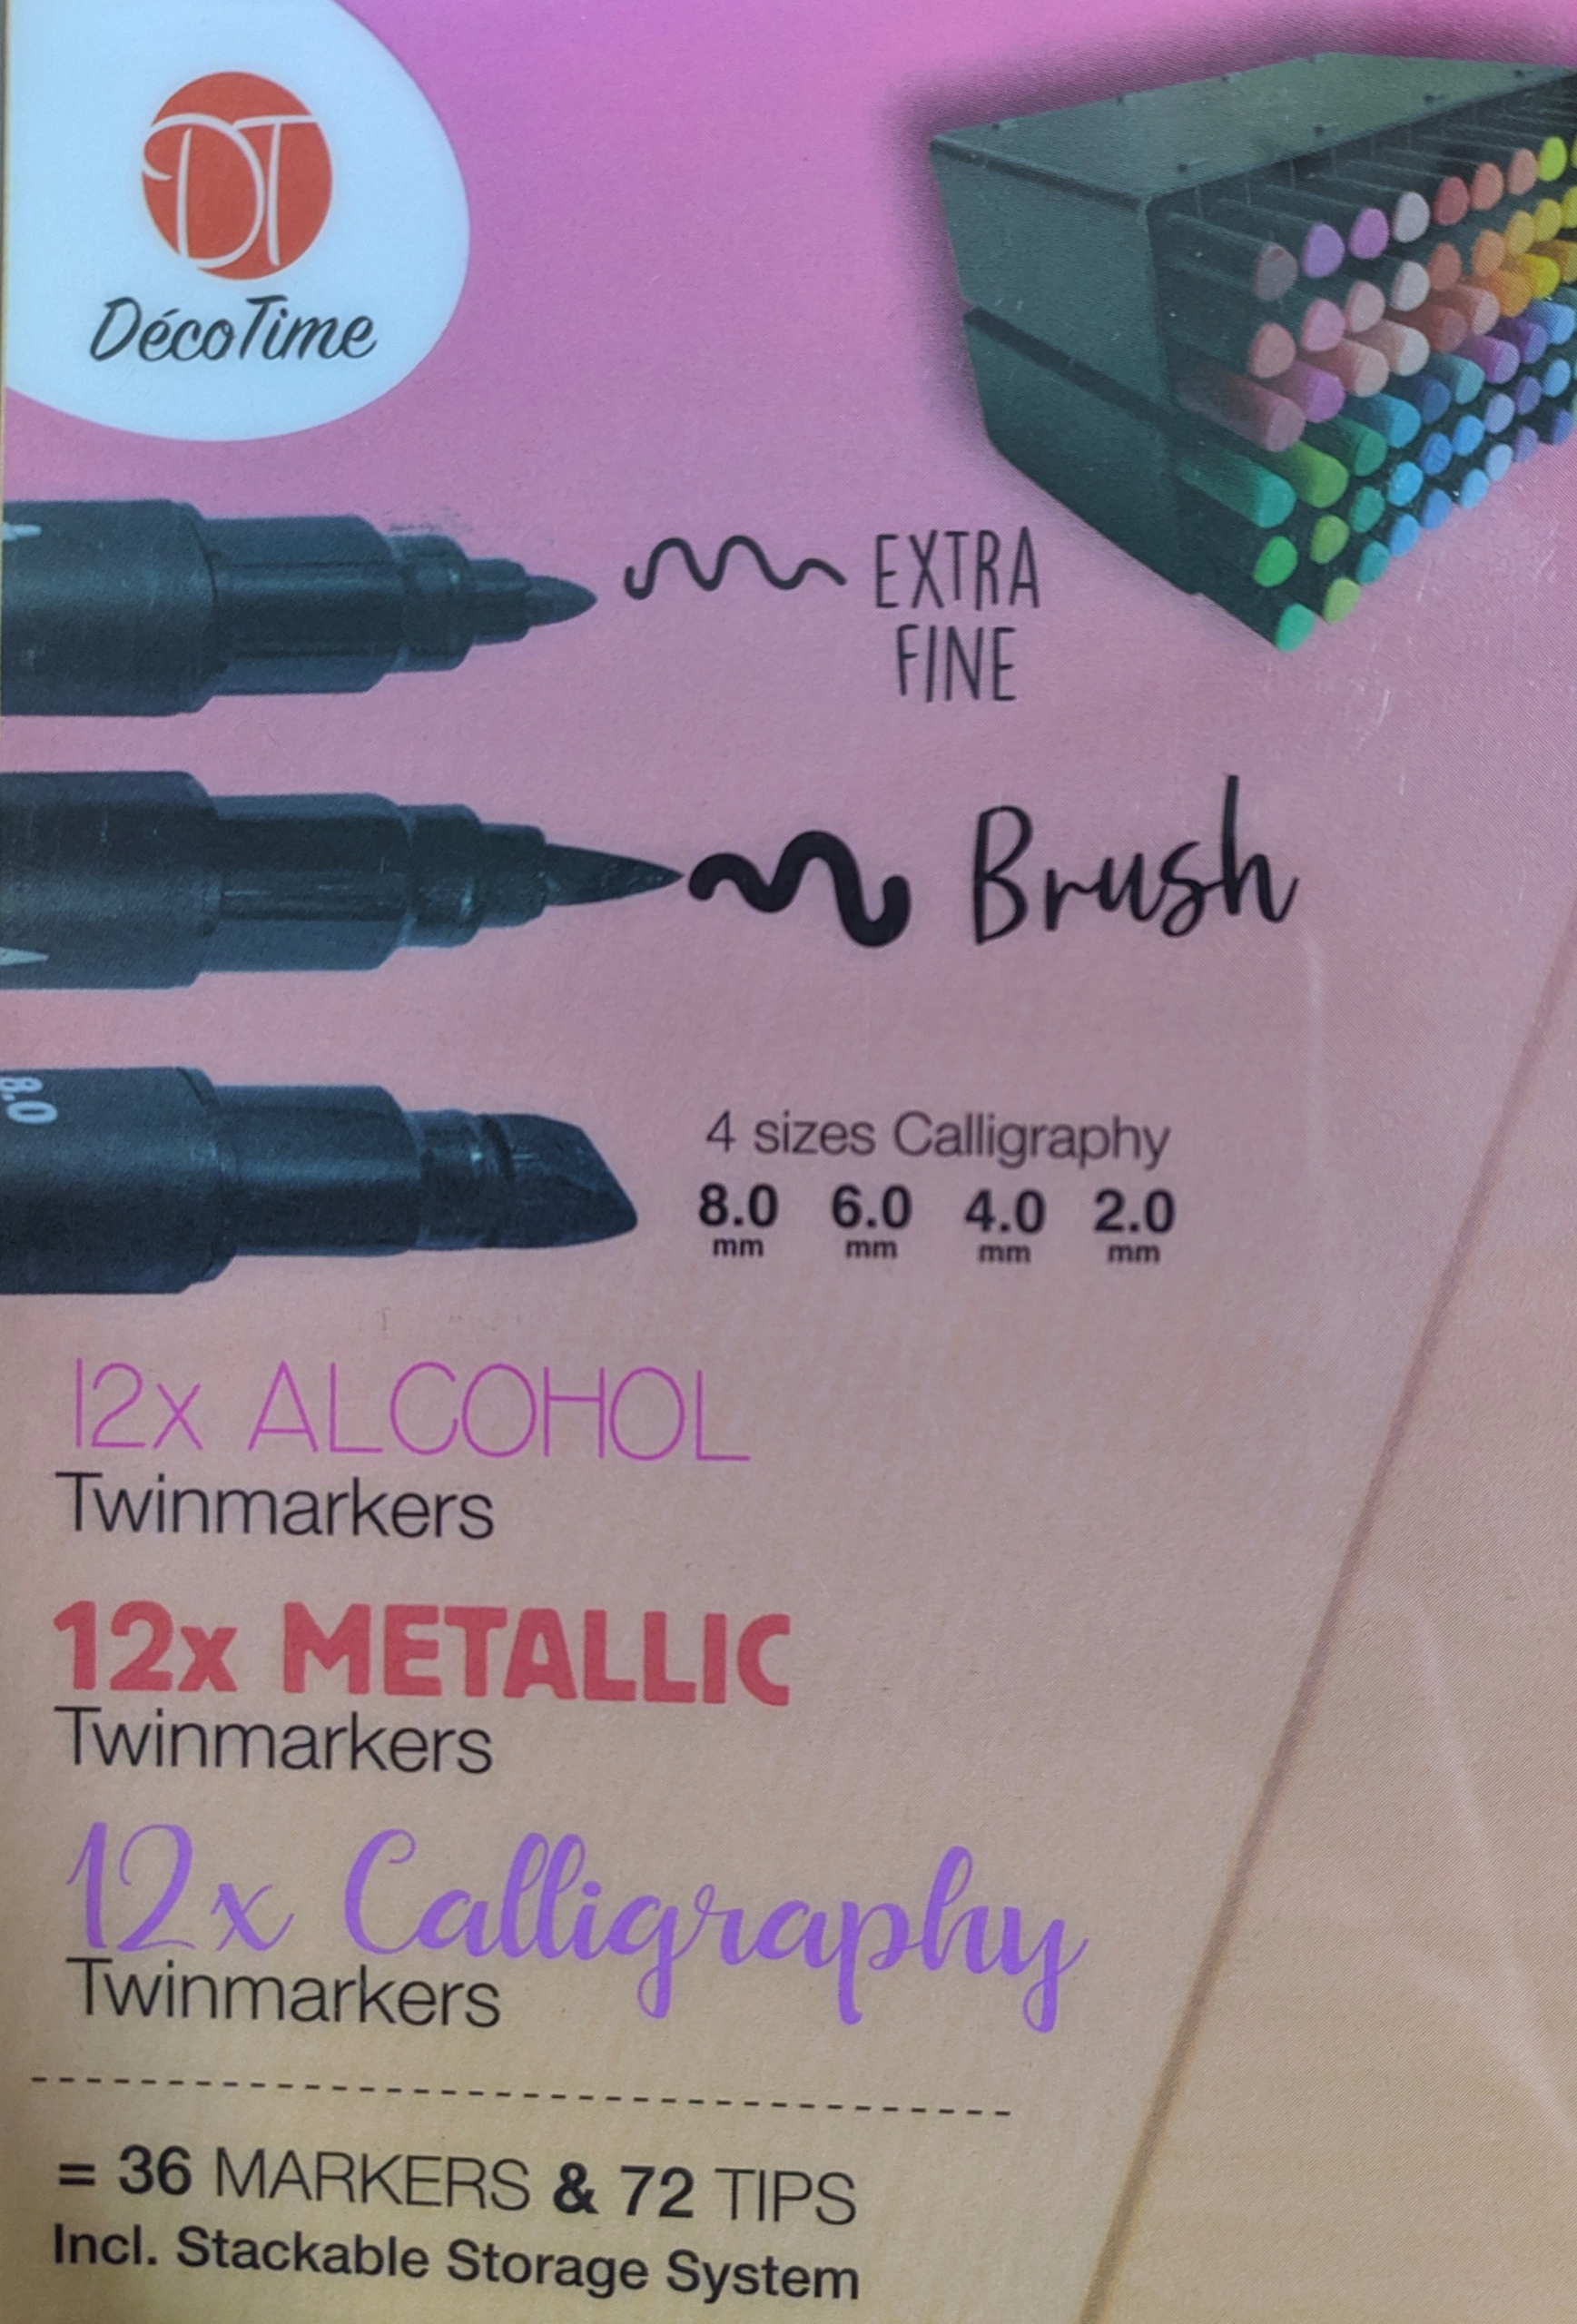 DT
DécoTime
EXTRA
FINE
Brush
8.0
4 sizes Calligraphy
8.0 6.0 4.0 2.0
mm mm mm mm
12x ALCOHOL
Twinmarkers
12x METALLIC
Twinmarkers
12x Calligraphy
Twinmarkers
= 36 MARKERS & 72 TIPS
Incl. Stackable Storage System